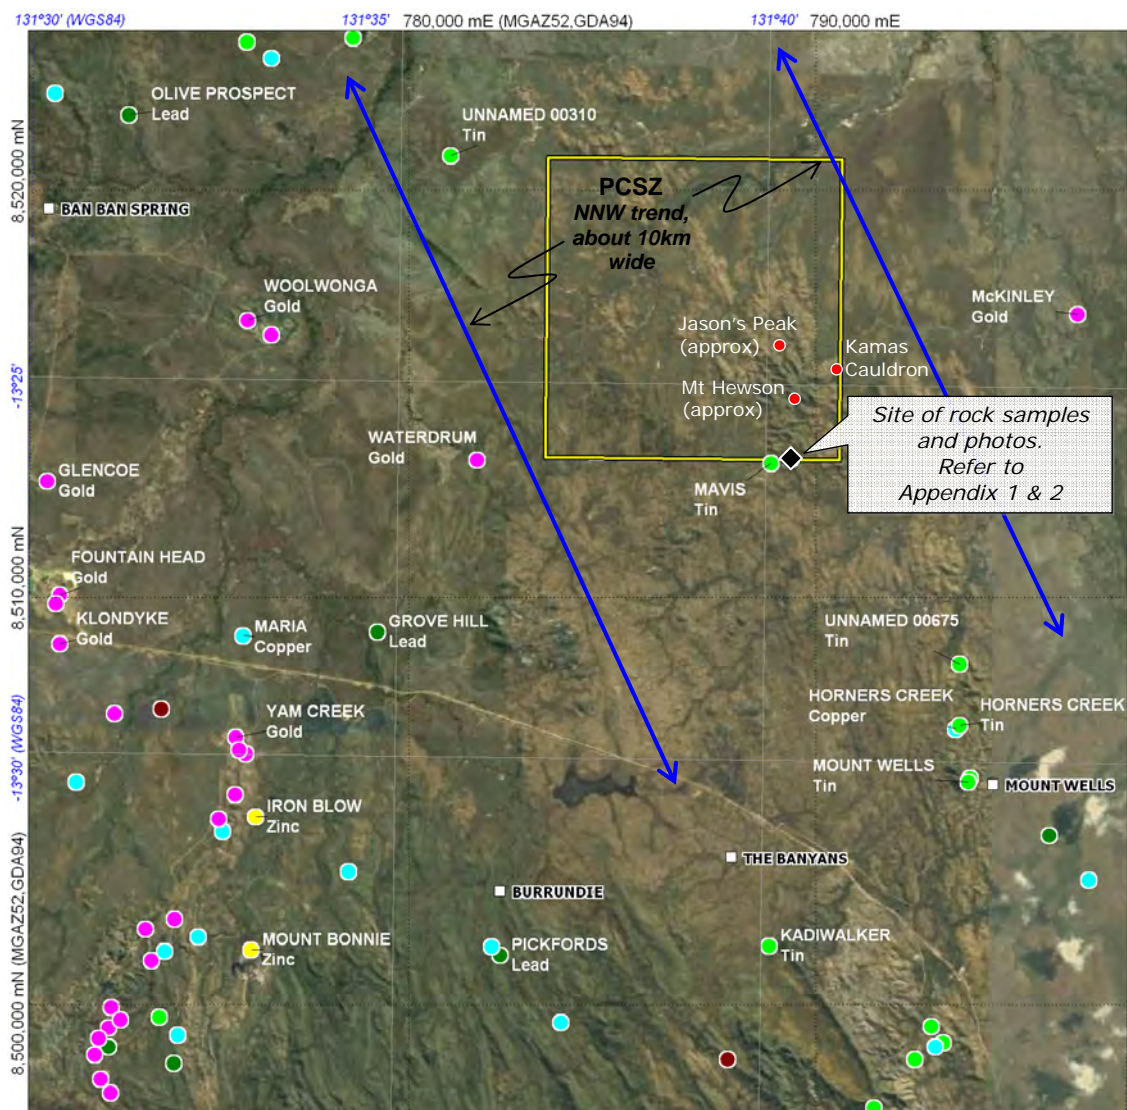 131°30' (WGS84)
131°35'
780,000 mE (MGAZ52,GDA94)
131°40'
790,000 mE
OLIVE PROSPECT
Lead
UNNAMED 00310
Tin
8,520,000 mN
BAN BAN SPRING
PCSZ
NNW trend,
about 10km
wide
WOOLWONGA
Gold
McKINLEY
Gold
Jason's Peak
(approx)
Kamas
Cauldron
-13°25'
Mt Hewson
(approx)
Site of rock samples
and photos.
Refer to
Appendix 1 & 2
WATERDRUM
Gold
GLENCOE
Gold
MAVIS
Tin
FOUNTAIN HEAD
Gold
8,510,000 mN
KLONDYKE
Gold
MARIA
Copper
GROVE HILL
Lead
UNNAMED 00675
Tin
HORNERS CREEK
Copper
HORNERS CREEK
Tin
YAM CREEK
Gold
-13°30' (WGS84)
MOUNT WELLS
Tin
MOUNT WELLS
IRON BLOW
Zinc
THE BANYANS
BURRUNDIE
MOUNT BONNIE
Zinc
PICKFORDS
Lead
KADIWALKER
Tin
8,500,000 mN (MGAZ52,GDA94)